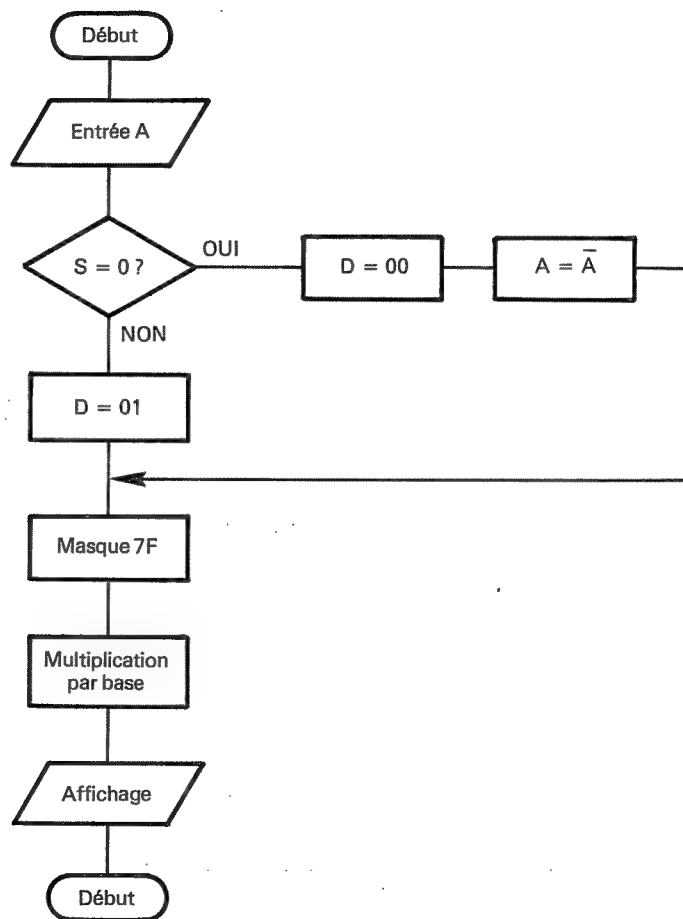 Début
Entrée A
S = 0 ?
OUI
D = 00
A = A̅
NON
D = 01
Masque 7F
Multiplication
par base
Affichage
Début